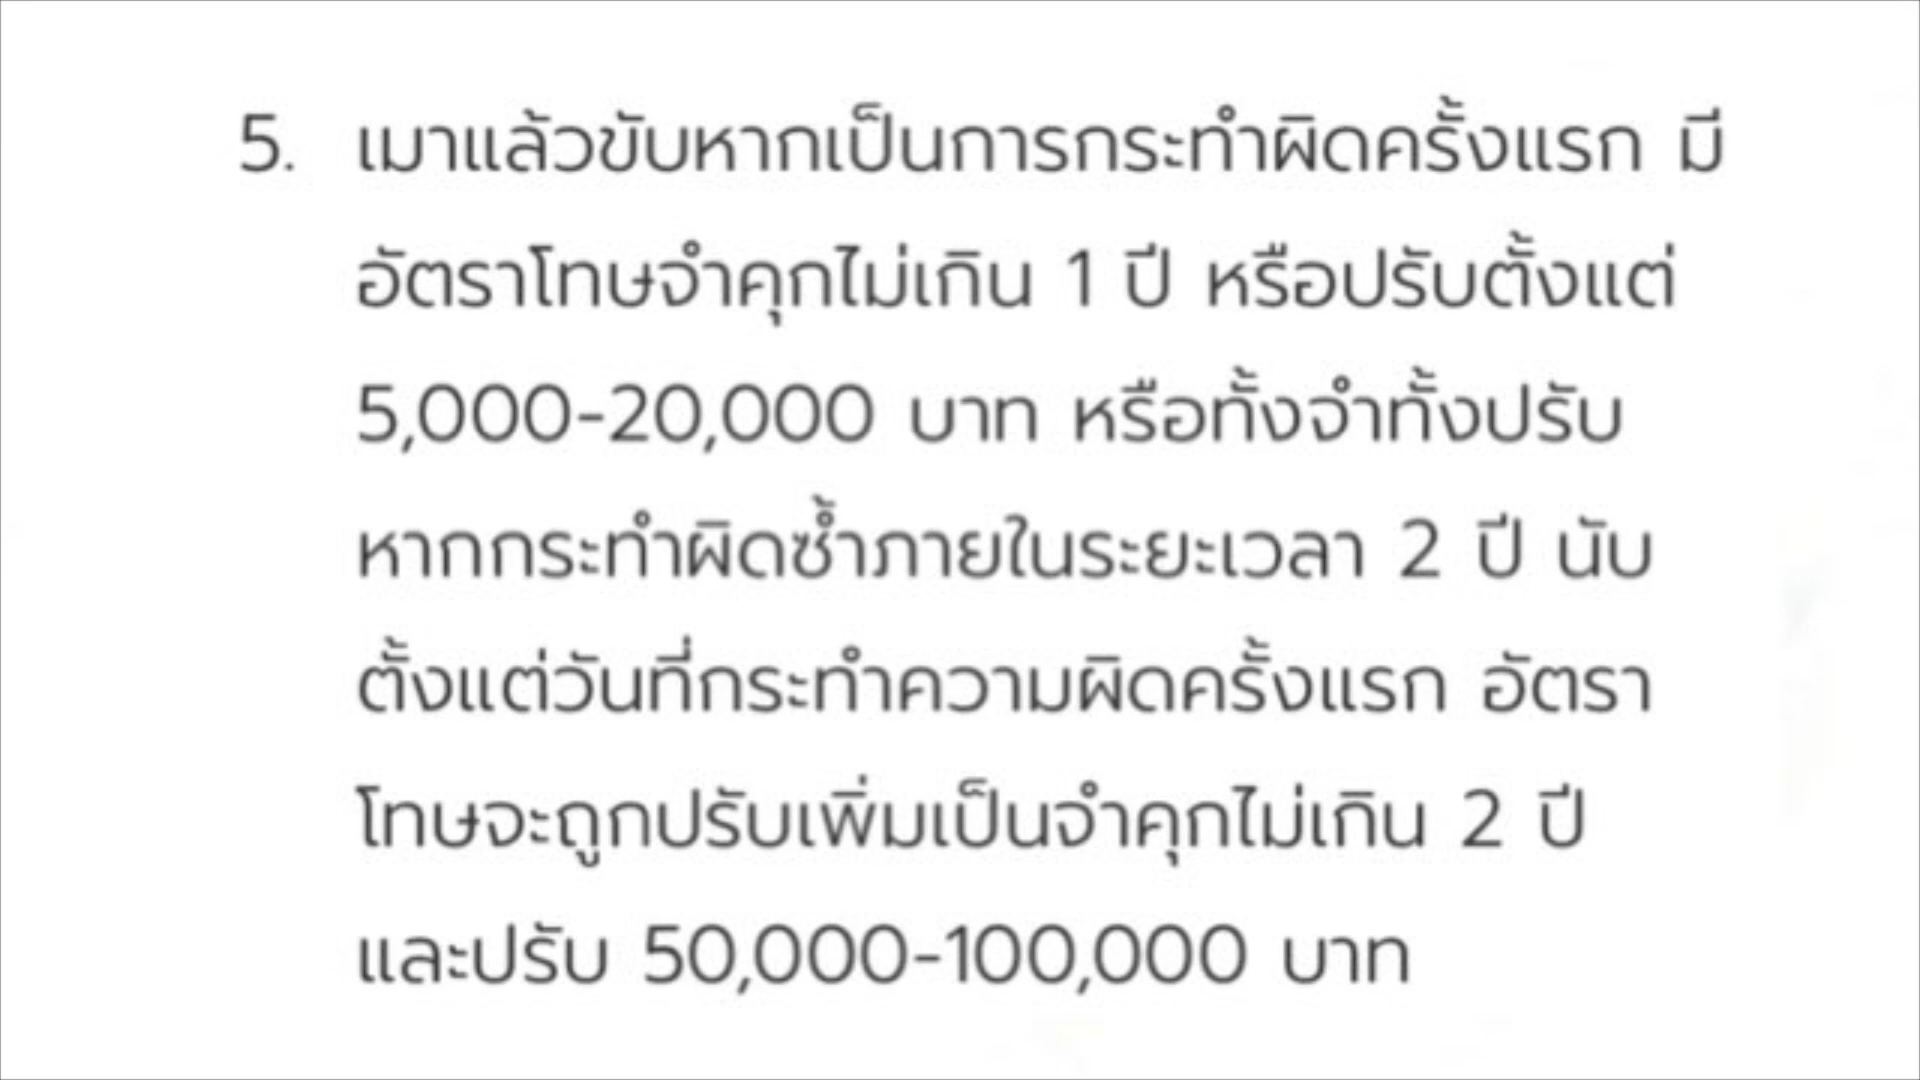 5. เมาแล้วขับหากเป็นการกระทำผิดครั้งแรก มี
อัตราโทษจำคุกไม่เกิน 1 ปี หรือปรับตั้งแต่
5,000-20,000 บาท หรือทั้งจำทั้งปรับ
หากกระทำผิดซ้ำภายในระยะเวลา 2 ปี นับ
ตั้งแต่วันที่กระทำความผิดครั้งแรก อัตรา
โทษจะถูกปรับเพิ่มเป็นจำคุกไม่เกิน 2 ปี
และปรับ 50,000-100,000 บาท